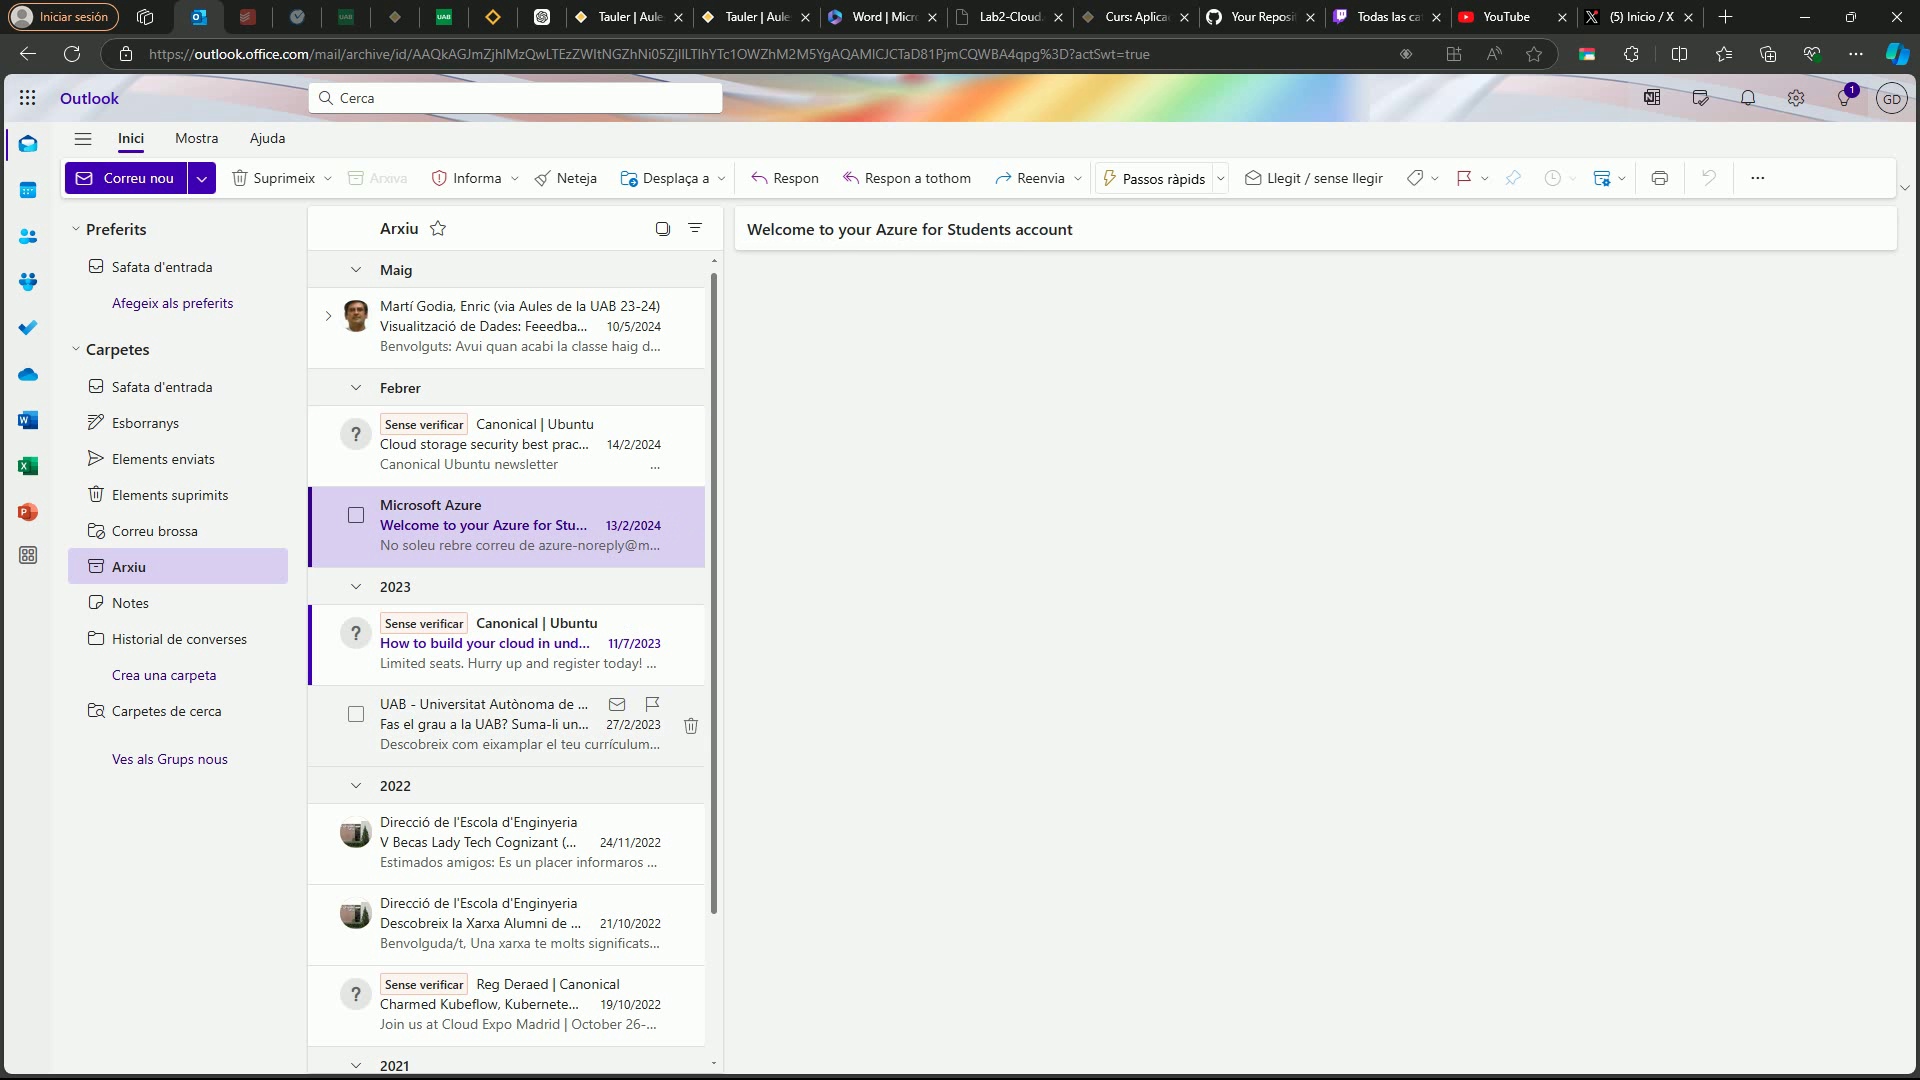 Iniciar sesión
Tauler | Aule
Tauler | Aule
Word | Micr
Lab2-Cloud
Curs: Aplica
Your Reposi
Todas las ca
YouTube
(5) Inicio / X
outlook.office.com
Outlook
Cerca
1
GD
Inici
Mostra
Ajuda
Correu nou
Suprimeix
Arxiva
Informa
Neteja
Desplaça a
Respon
Respon a tothom
Reenvia
Passos ràpids
Llegit / sense llegir
Preferits
Safata d'entrada
Afegeix als preferits
Carpetes
Safata d'entrada
Esborranys
Elements enviats
Elements suprimits
Correu brossa
Arxiu
Notes
Historial de converses
Crea una carpeta
Carpetes de cerca
Ves als Grups nous
Arxiu
Maig
Martí Godia, Enric (via Aules de la UAB 23-24)
Visualització de Dades: Feeedba... 10/5/2024
Benvolguts: Avui quan acabi la classe haig d...
Febrer
Sense verificar Canonical | Ubuntu
Cloud storage security best prac... 14/2/2024
Canonical Ubuntu newsletter ...
Microsoft Azure
Welcome to your Azure for Stu... 13/2/2024
No soleu rebre correu de azure-noreply@m...
2023
Sense verificar Canonical | Ubuntu
How to build your cloud in und... 11/7/2023
Limited seats. Hurry up and register today! ...
UAB - Universitat Autònoma de ...
Fas el grau a la UAB? Suma-li un... 27/2/2023
Descobreix com eixamplar el teu currículum...
2022
Direcció de l'Escola d'Enginyeria
V Becas Lady Tech Cognizant (... 24/11/2022
Estimados amigos: Es un placer informaros ...
Direcció de l'Escola d'Enginyeria
Descobreix la Xarxa Alumni de ... 21/10/2022
Benvolguda/t, Una xarxa te molts significats...
Sense verificar Reg Deraed | Canonical
Charmed Kubeflow, Kubernete... 19/10/2022
Join us at Cloud Expo Madrid | October 26-...
2021
Welcome to your Azure for Students account